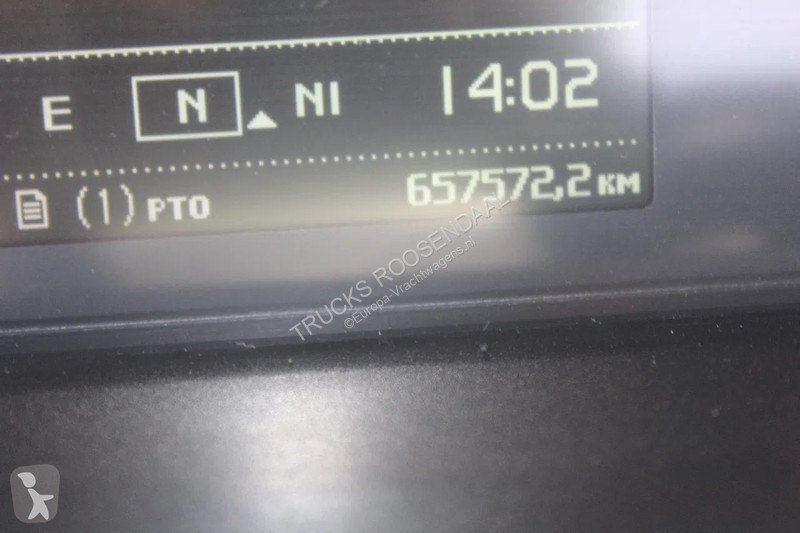 E N NI 14:02
(1) PTO 657572,2 KM
TRUCKS ROOSENDAAL
©Europa-Vrachtwagens.nl